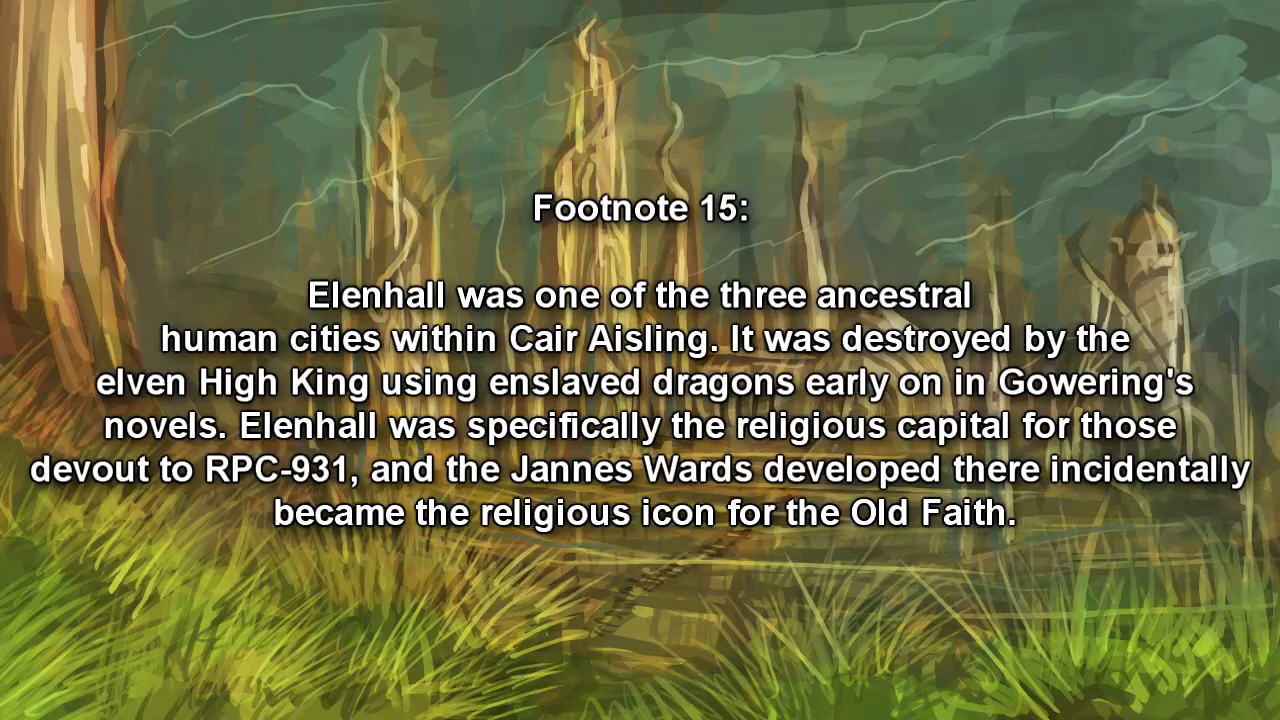 Footnote 15:
Elenhall was one of the three ancestral
human cities within Cair Aisling. It was destroyed by the
elven High King using enslaved dragons early on in Gowering's
novels. Elenhall was specifically the religious capital for those
devout to RPC-931, and the Jannes Wards developed there incidentally
became the religious icon for the Old Faith.